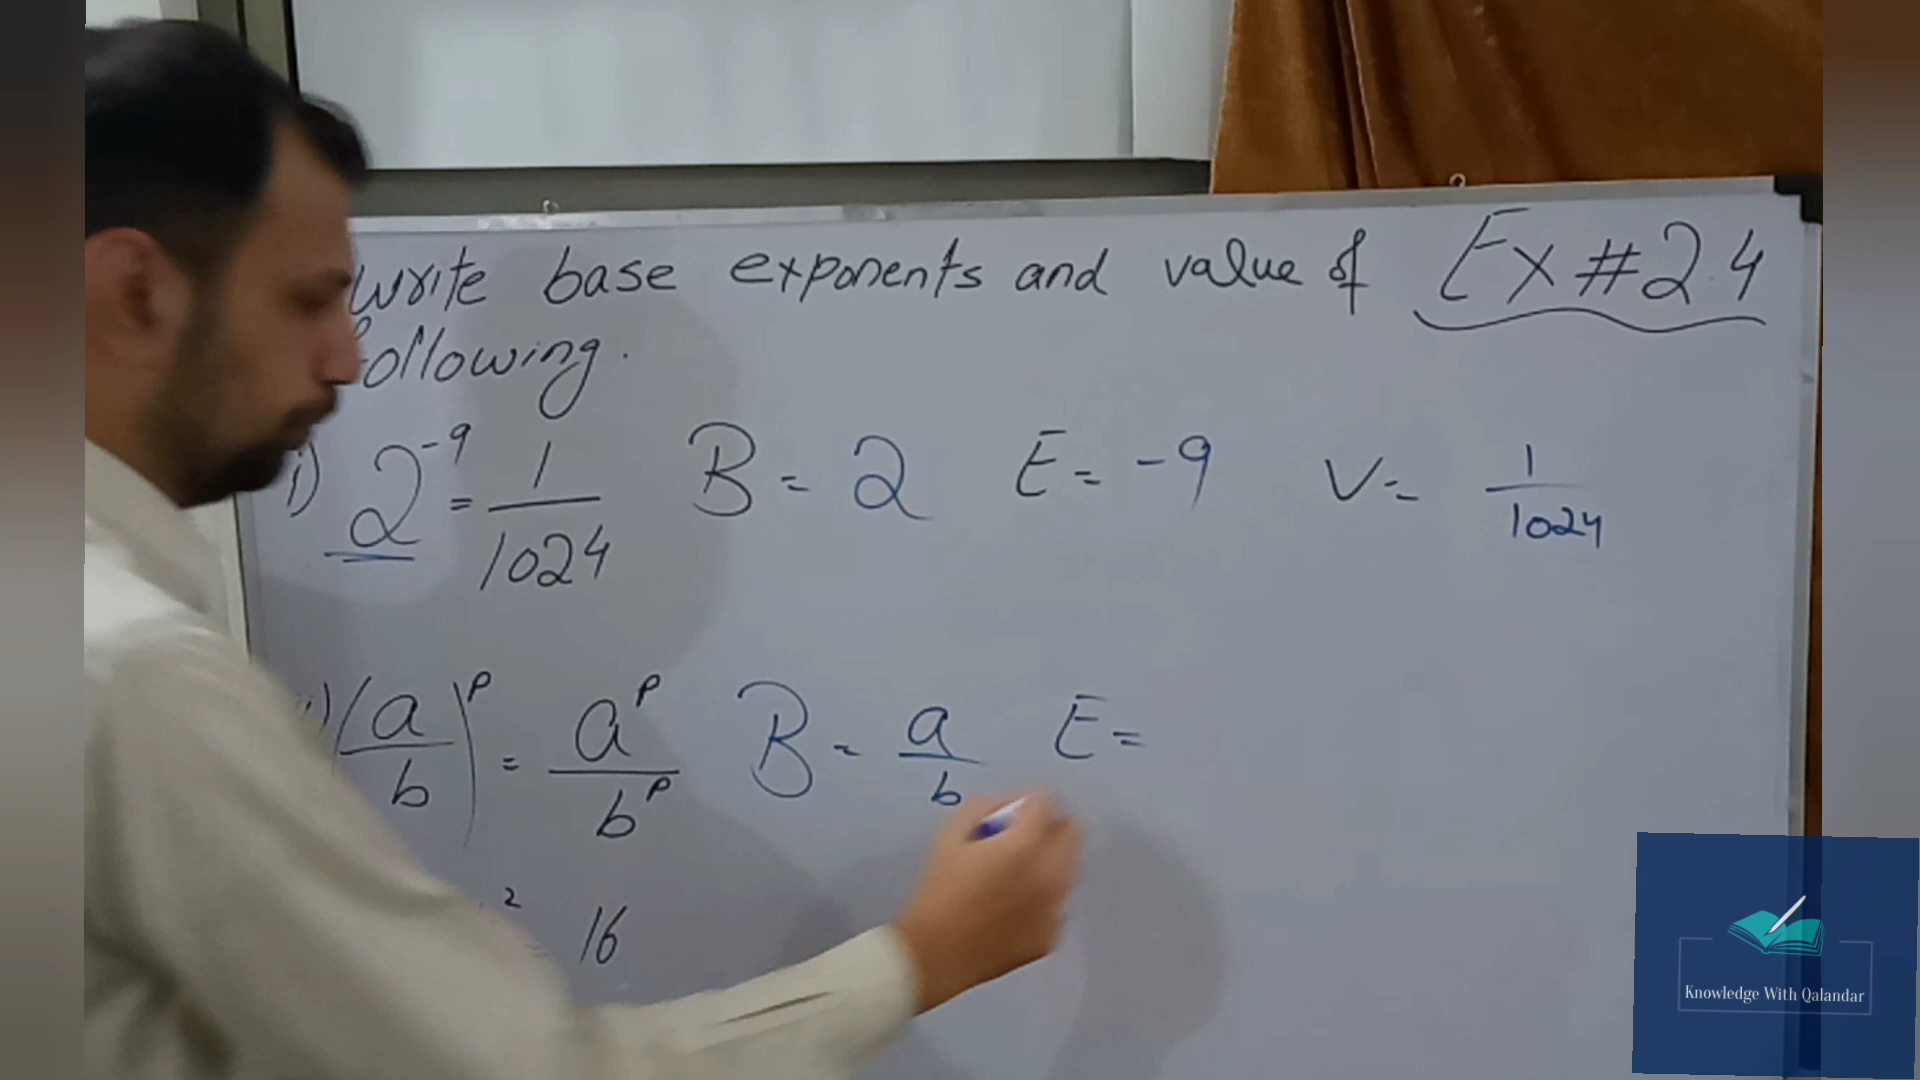 write base exponents and value of Ex#2.4
following.
i) 2⁻⁹ = 1/1024 B = 2 E = -9 V = 1/1024
(a/b)ᵖ = aᵖ/bᵖ B = a/b E =
² = 16
Knowledge With Qalandar